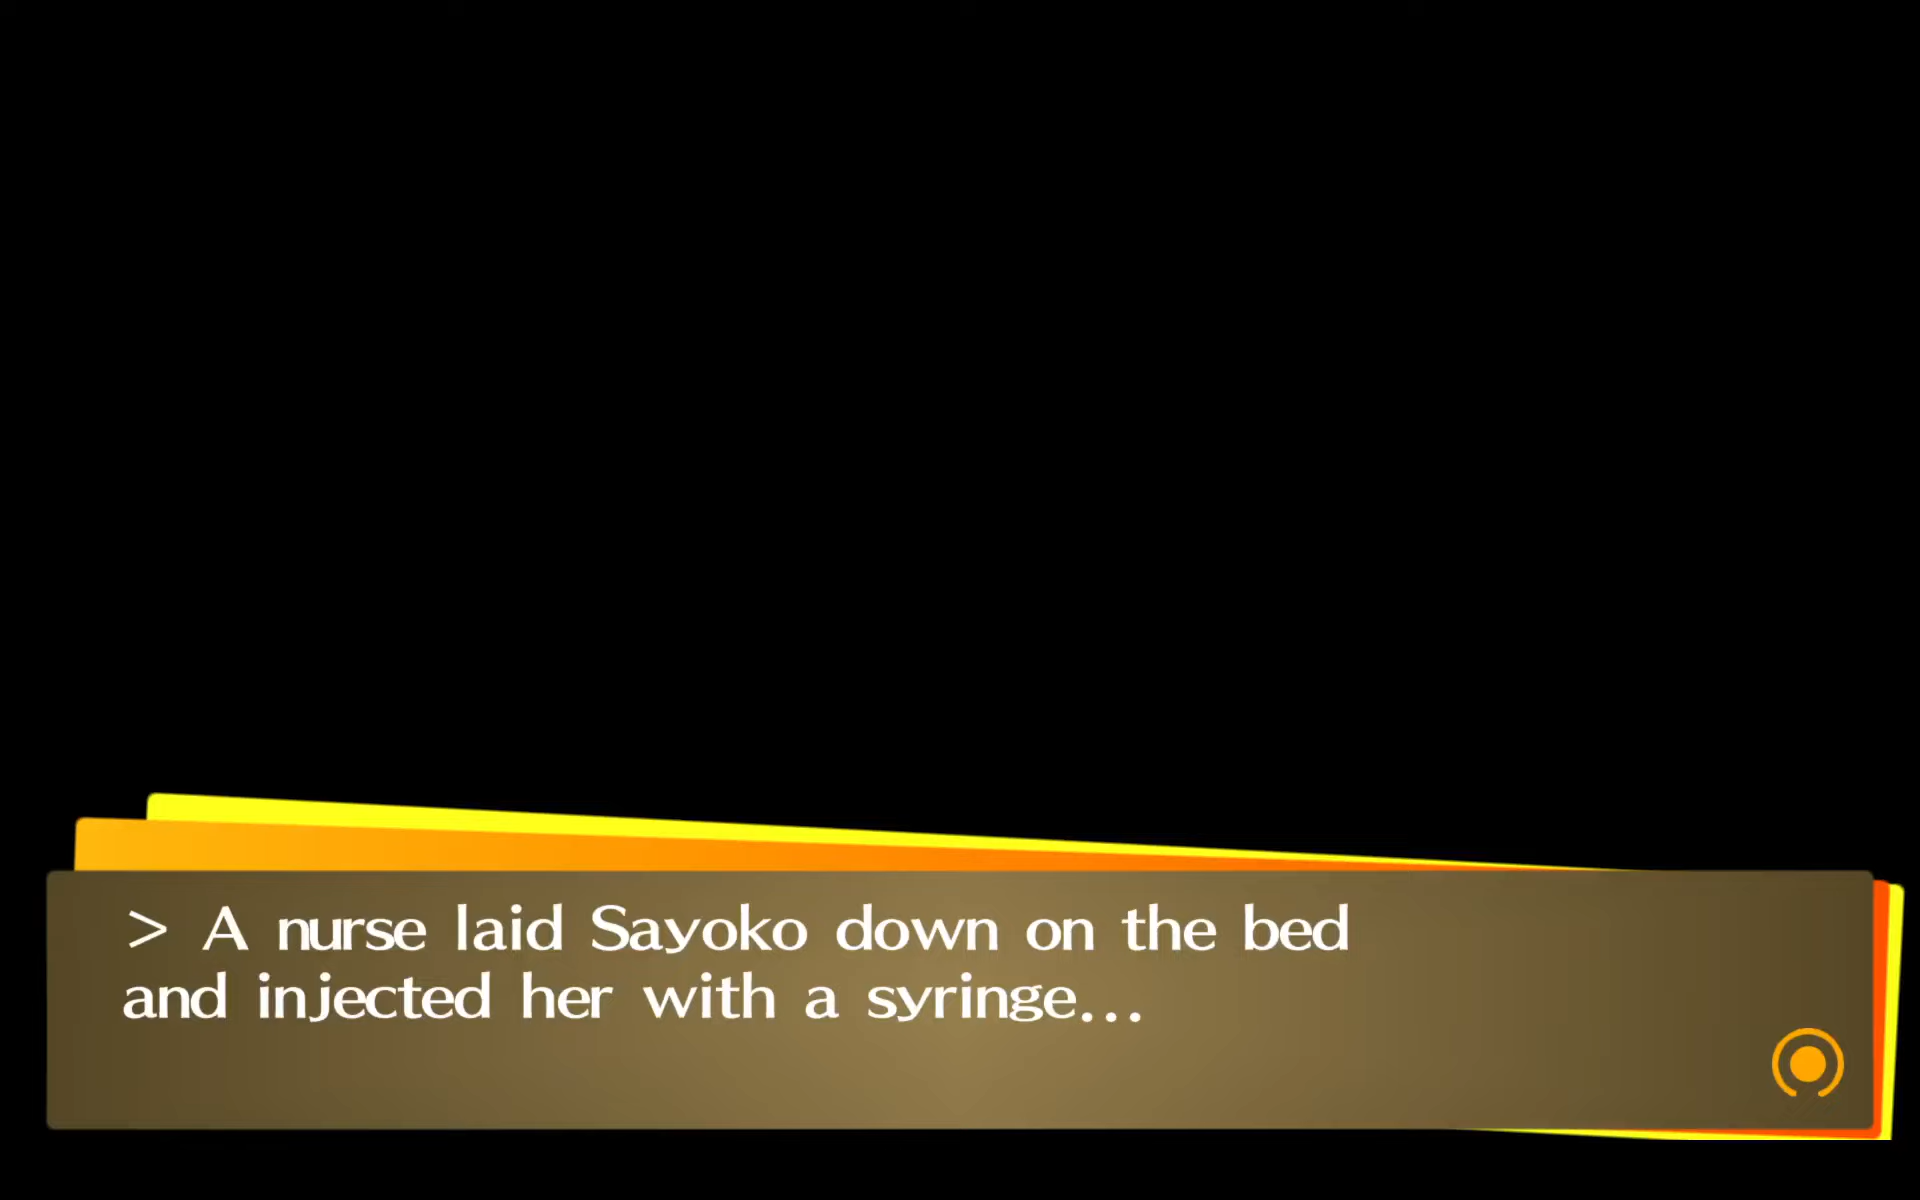 > A nurse laid Sayoko down on the bed
and injected her with a syringe...